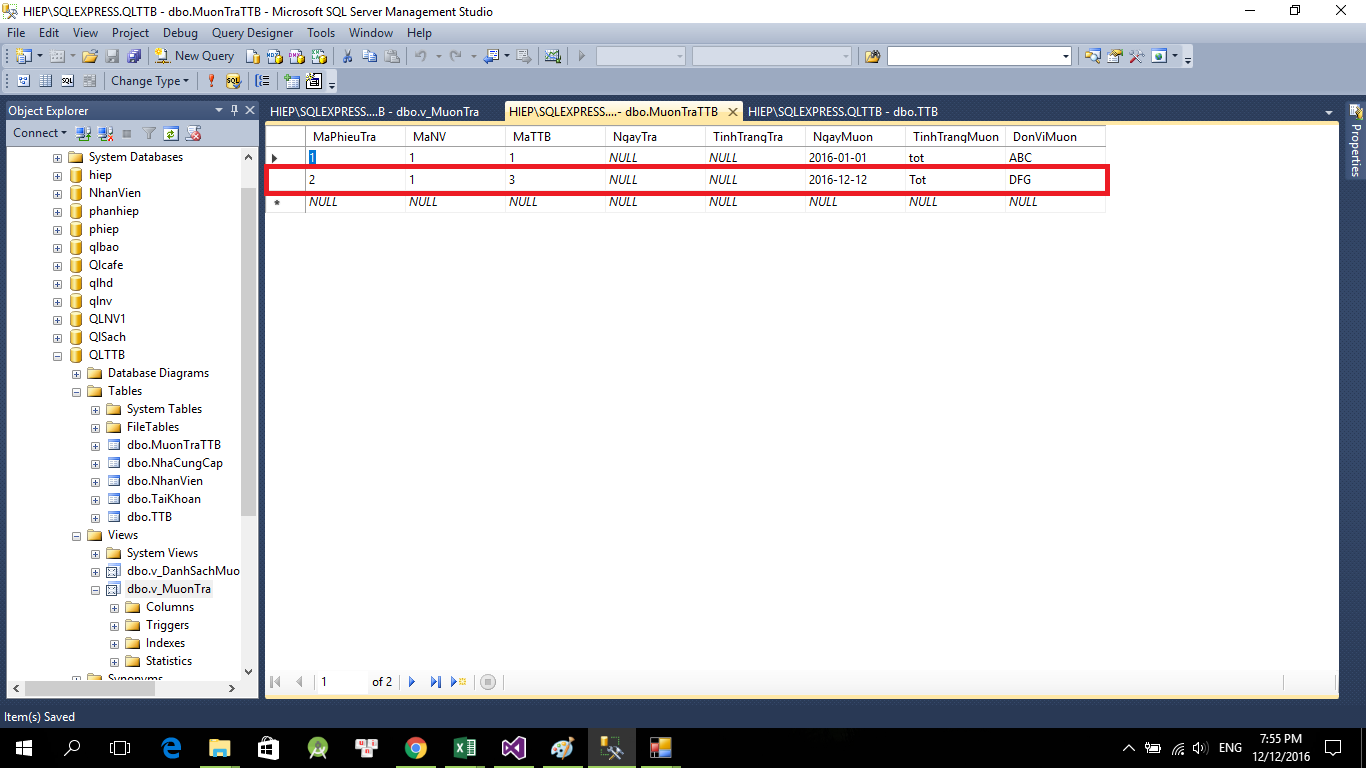 HIEP\SQLEXPRESS.QLTTB - dbo.MuonTraTTB - Microsoft SQL Server Management Studio
File Edit View Project Debug Query Designer Tools Window Help
New Query
Change Type
Object Explorer
Connect
System Databases
hiep
NhanVien
phanhiep
phiep
qlbao
Qlcafe
qlhd
qlnv
QLNV1
QlSach
QLTTB
Database Diagrams
Tables
System Tables
FileTables
dbo.MuonTraTTB
dbo.NhaCungCap
dbo.NhanVien
dbo.TaiKhoan
dbo.TTB
Views
System Views
dbo.v_DanhSachMuo
dbo.v_MuonTra
Columns
Triggers
Indexes
Statistics
Synonyms
HIEP\SQLEXPRESS....B - dbo.v_MuonTra HIEP\SQLEXPRESS....- dbo.MuonTraTTB HIEP\SQLEXPRESS.QLTTB - dbo.TTB
MaPhieuTra MaNV MaTTB NgayTra TinhTrangTra NgayMuon TinhTrangMuon DonViMuon
1 1 1 NULL NULL 2016-01-01 tot ABC
2 1 3 NULL NULL 2016-12-12 Tot DFG
NULL NULL NULL NULL NULL NULL NULL NULL
1 of 2
Properties
Item(s) Saved
ENG
7:55 PM
12/12/2016